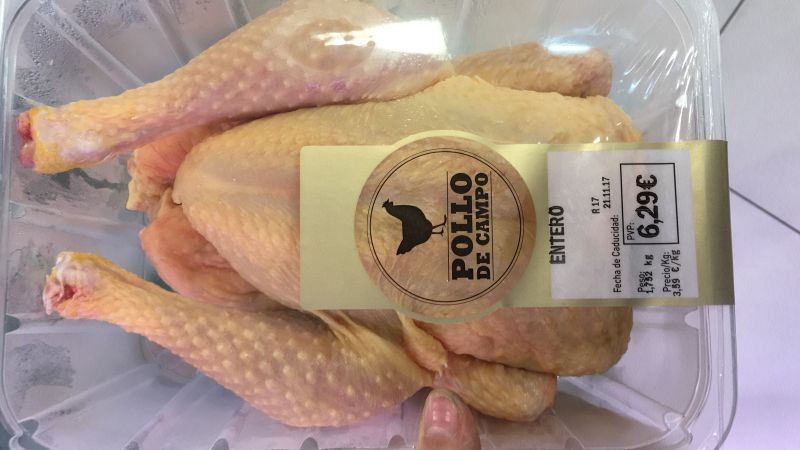 POLLO
DE CAMPO
ENTERO
R 17
Fecha de Caducidad: 21.11.17
Peso:
1,752 kg
PVP:
6,29€
Precio/Kg:
3,59 €/kg